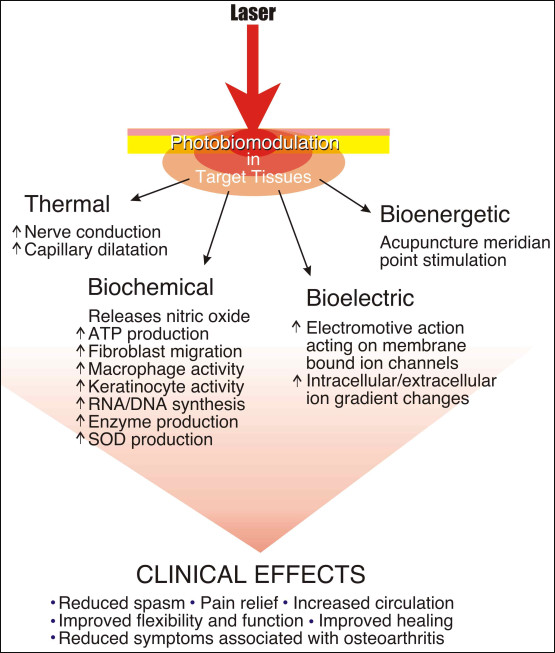 Laser
Photobiomodulation
in
Target Tissues
Thermal
↑ Nerve conduction
↑ Capillary dilatation
Biochemical
Releases nitric oxide
↑ ATP production
↑ Fibroblast migration
↑ Macrophage activity
↑ Keratinocyte activity
↑ RNA/DNA synthesis
↑ Enzyme production
↑ SOD production
Bioelectric
↑ Electromotive action
acting on membrane
bound ion channels
↑ Intracellular/extracellular
ion gradient changes
Bioenergetic
Acupuncture meridian
point stimulation
CLINICAL EFFECTS
• Reduced spasm • Pain relief • Increased circulation
• Improved flexibility and function • Improved healing
• Reduced symptoms associated with osteoarthritis